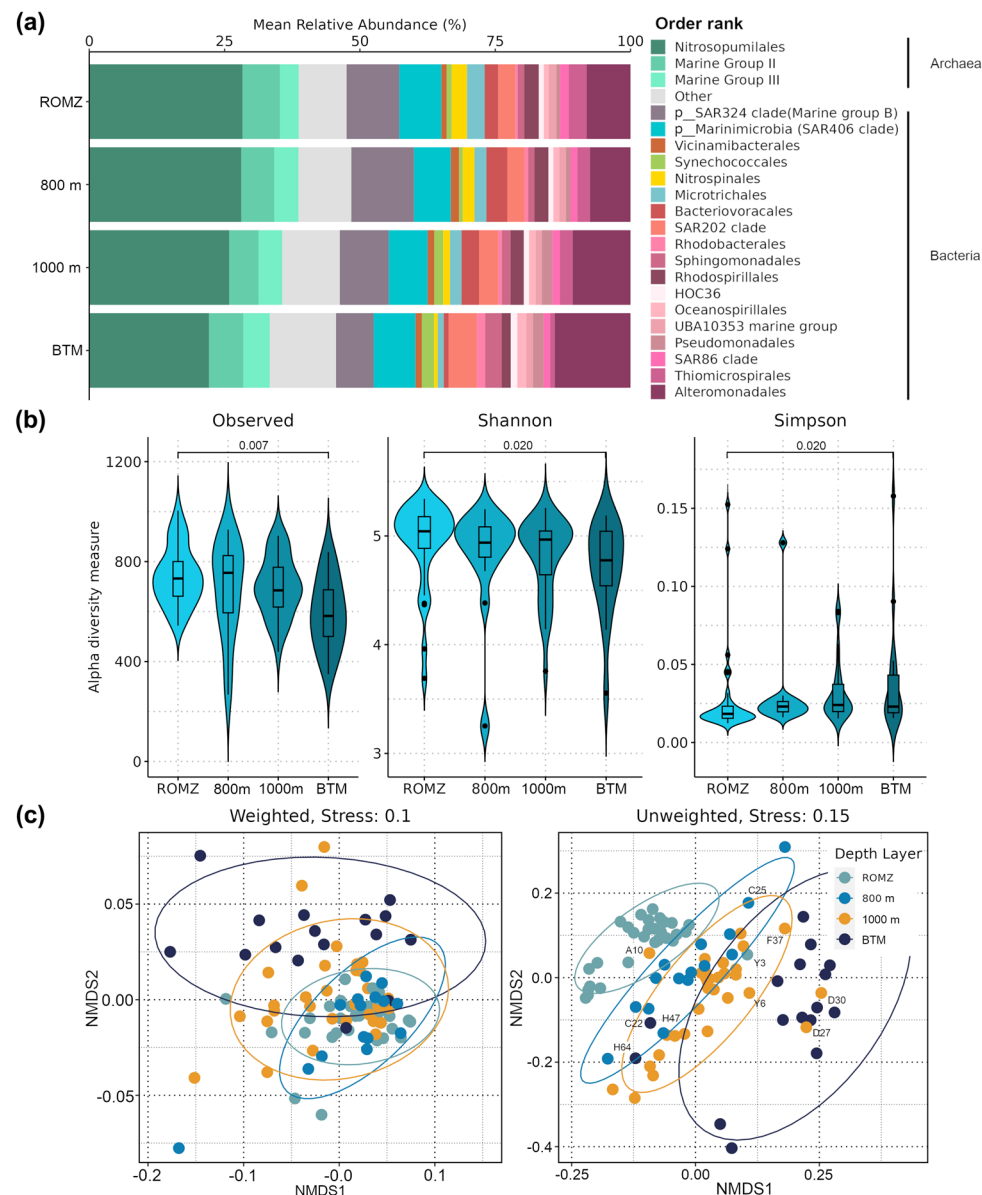 (a)
Mean Relative Abundance (%)
0 25 50 75 100
ROMZ
800 m
1000 m
BTM
Order rank
Nitrosopumilales
Marine Group II
Marine Group III
Other
p__SAR324 clade(Marine group B)
p__Marinimicrobia (SAR406 clade)
Vicinamibacterales
Synechococcales
Nitrospinales
Microtrichales
Bacteriovoracales
SAR202 clade
Rhodobacterales
Sphingomonadales
Rhodospirillales
HOC36
Oceanospirillales
UBA10353 marine group
Pseudomonadales
SAR86 clade
Thiomicrospirales
Alteromonadales
Archaea
Bacteria
(b)
Observed
Alpha diversity measure
1200
800
400
0
0.007
ROMZ 800m 1000m BTM
Shannon
5
4
3
0.020
ROMZ 800m 1000m BTM
Simpson
0.15
0.10
0.05
0.00
0.020
ROMZ 800m 1000m BTM
(c)
Weighted, Stress: 0.1
NMDS2
0.05
0.00
-0.05
-0.2 -0.1 -0.0 0.1
NMDS1
Unweighted, Stress: 0.15
NMDS2
0.2
0.0
-0.2
-0.4
-0.25 0.00 0.25
NMDS1
Depth Layer
ROMZ
800 m
1000 m
BTM
C25
F37
A10
Y3
Y6
D30
C22
H47
D27
H64